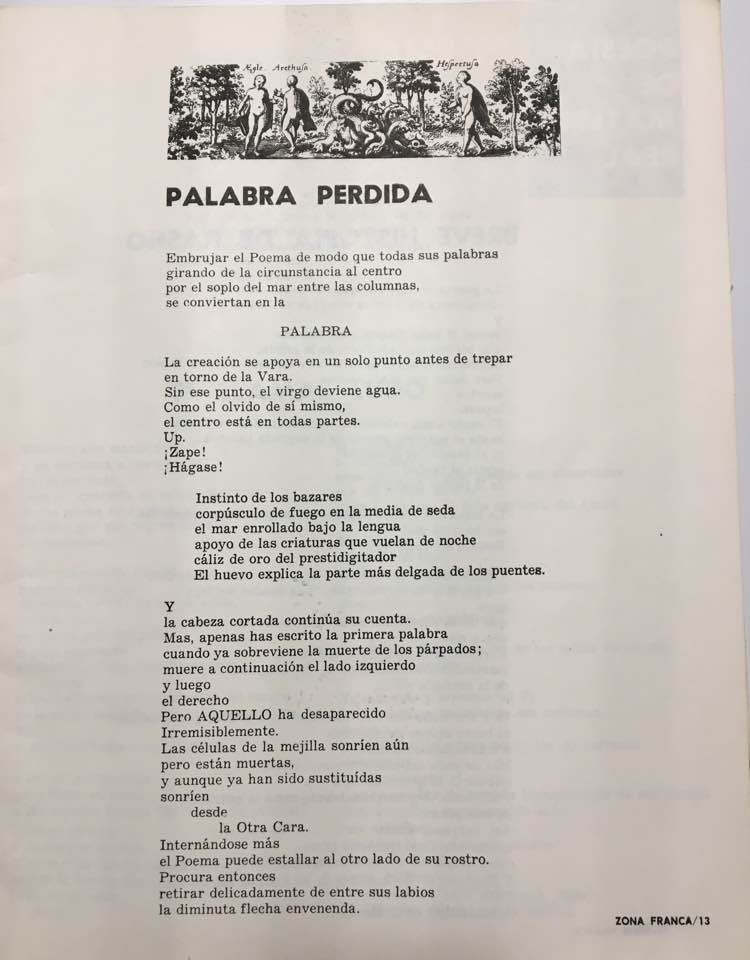 Ægle Arethusa Hespertusa
PALABRA PERDIDA
Embrujar el Poema de modo que todas sus palabras
girando de la circunstancia al centro
por el soplo del mar entre las columnas,
se conviertan en la
PALABRA
La creación se apoya en un solo punto antes de trepar
en torno de la Vara.
Sin ese punto, el virgo deviene agua.
Como el olvido de sí mismo,
el centro está en todas partes.
Up.
¡Zape!
¡Hágase!
Instinto de los bazares
corpúsculo de fuego en la media de seda
el mar enrollado bajo la lengua
apoyo de las criaturas que vuelan de noche
cáliz de oro del prestidigitador
El huevo explica la parte más delgada de los puentes.
Y
la cabeza cortada continúa su cuenta.
Mas, apenas has escrito la primera palabra
cuando ya sobreviene la muerte de los párpados;
muere a continuación el lado izquierdo
y luego
el derecho
Pero AQUELLO ha desaparecido
Irremisiblemente.
Las células de la mejilla sonríen aún
pero están muertas,
y aunque ya han sido sustituídas
sonríen
desde
la Otra Cara.
Internándose más
el Poema puede estallar al otro lado de su rostro.
Procura entonces
retirar delicadamente de entre sus labios
la diminuta flecha envenenda.
ZONA FRANCA/13